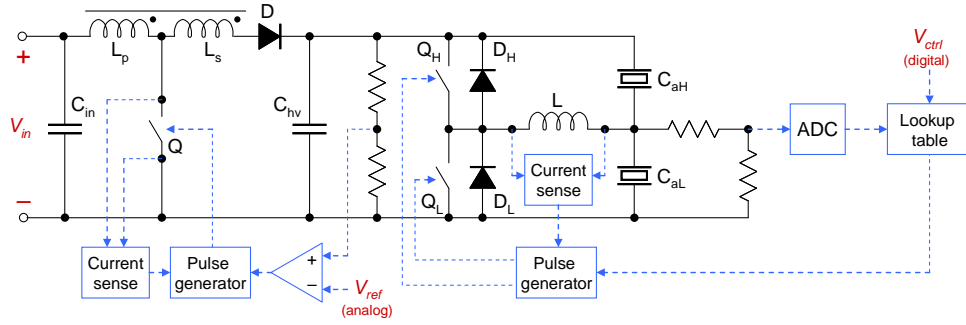 D
L_p
L_s
Q_H
D_H
V_ctrl
(digital)
+
C_in
C_hv
L
C_aH
V_in
Q
ADC
Lookup
table
Current
sense
C_aL
Q_L
D_L
–
Current
sense
Pulse
generator
+
–
V_ref
(analog)
Pulse
generator